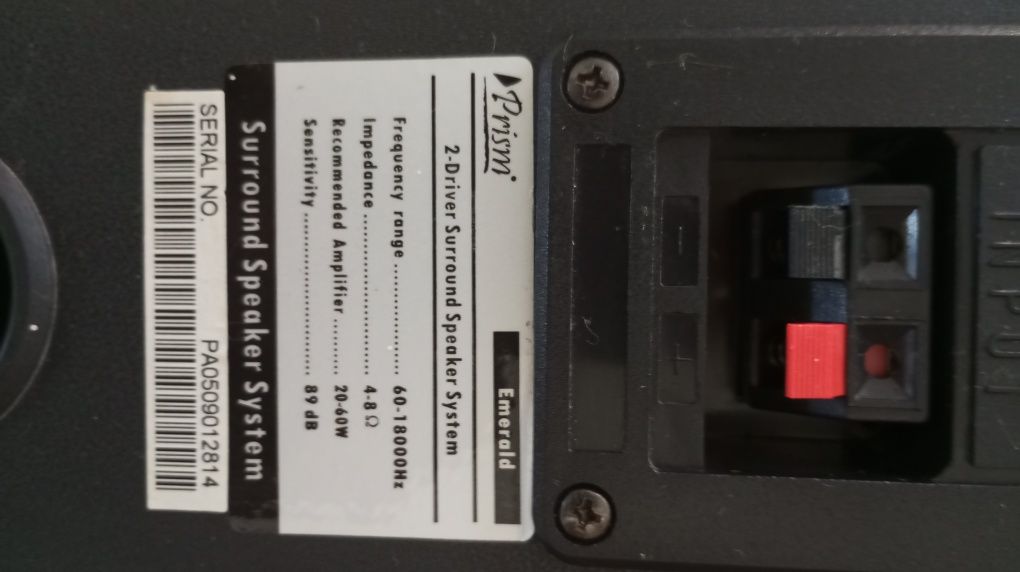 Prism
Emerald
2-Driver Surround Speaker System
Frequency range .................. 60-18000Hz
Impedance ........................... 4-8 Ω
Recommended Amplifier .......... 20-60W
Sensitivity ............................ 89 dB
Surround Speaker System
SERIAL NO. PA0509012814
INPUT
- +